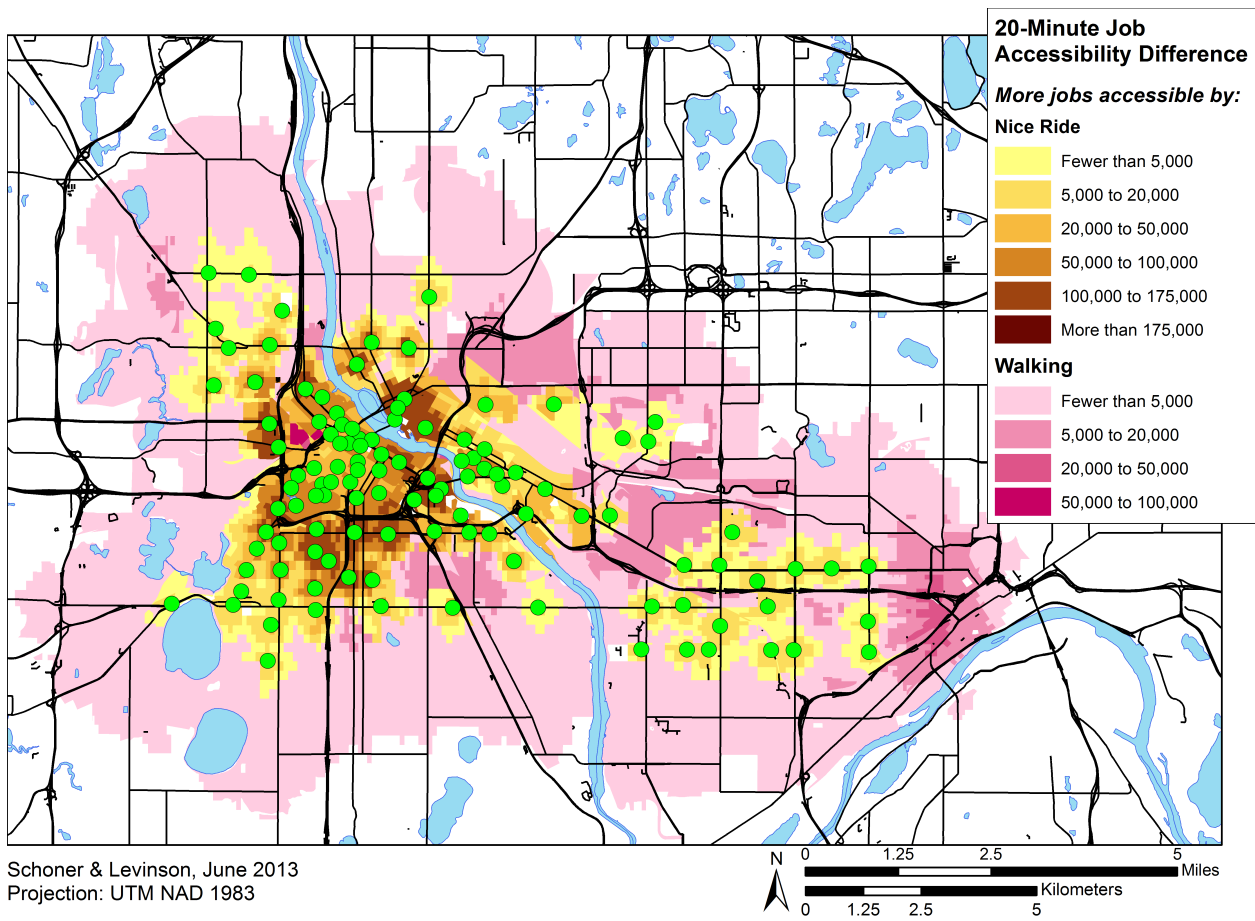 20-Minute Job
Accessibility Difference
More jobs accessible by:
Nice Ride
Fewer than 5,000
5,000 to 20,000
20,000 to 50,000
50,000 to 100,000
100,000 to 175,000
More than 175,000
Walking
Fewer than 5,000
5,000 to 20,000
20,000 to 50,000
50,000 to 100,000
Schoner & Levinson, June 2013
Projection: UTM NAD 1983
N
0 1.25 2.5 5
Miles
Kilometers
0 1.25 2.5 5